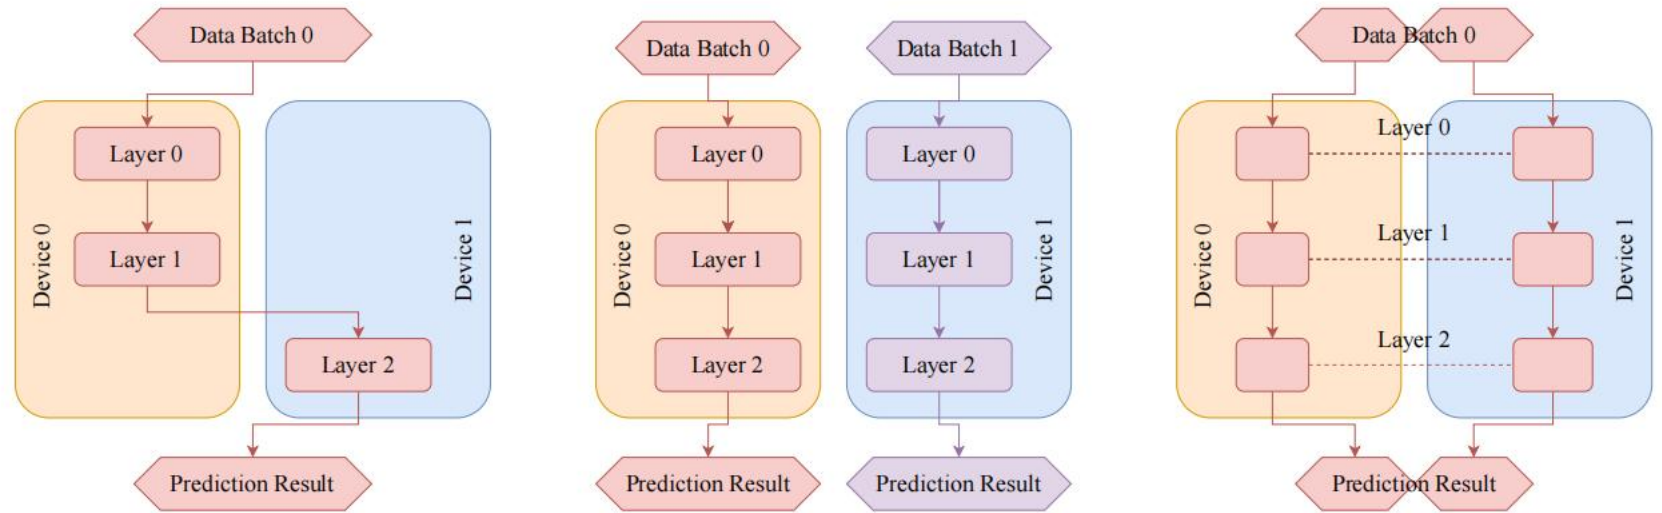 Data Batch 0
Device 0
Layer 0
Layer 1
Device 1
Layer 2
Prediction Result
Data Batch 0
Data Batch 1
Device 0
Layer 0
Layer 1
Layer 2
Layer 0
Layer 1
Layer 2
Device 1
Prediction Result
Prediction Result
Data Batch 0
Device 0
Layer 0
Layer 1
Layer 2
Device 1
Prediction Result